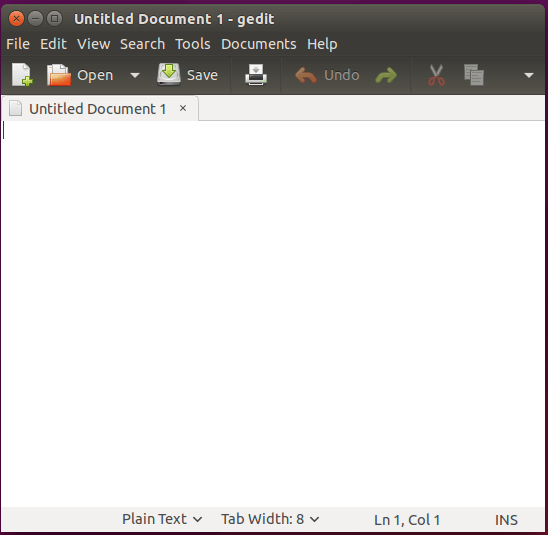 Untitled Document 1 - gedit
File Edit View Search Tools Documents Help
Open Save Undo
Untitled Document 1 ×
Plain Text Tab Width: 8 Ln 1, Col 1 INS